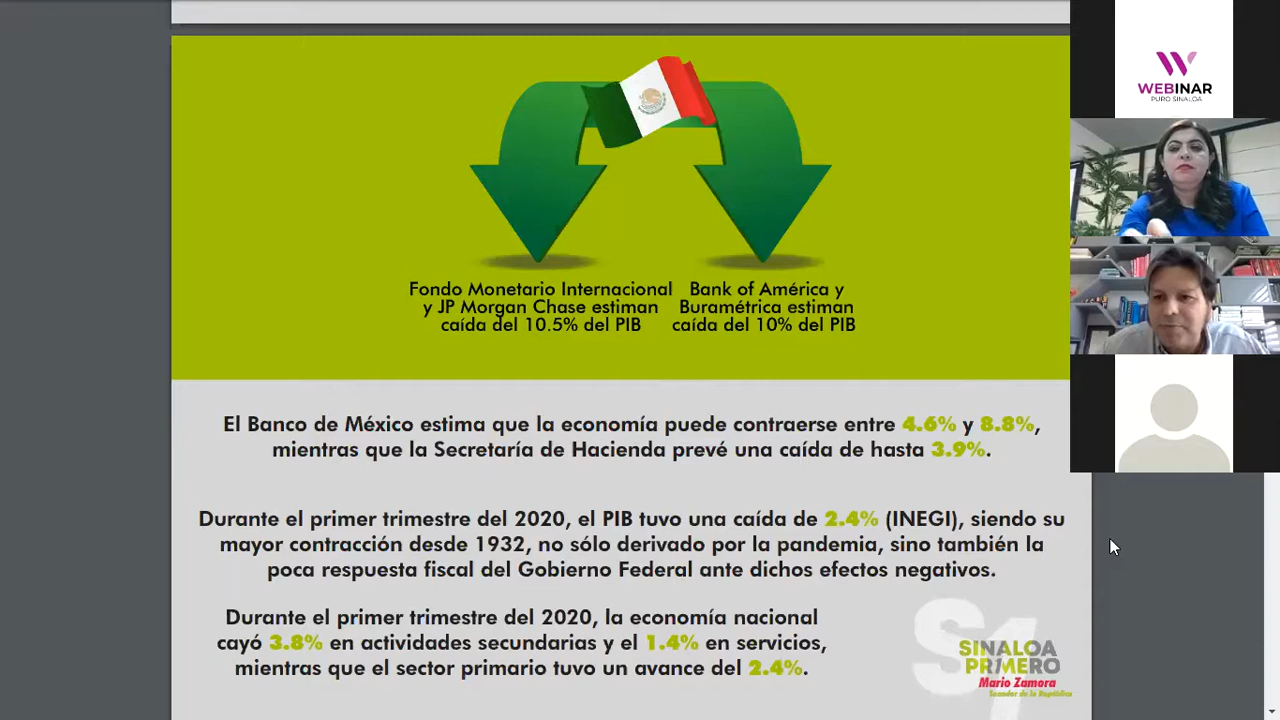 WEBINAR
PURO SINALOA
Fondo Monetario Internacional
y JP Morgan Chase estiman
caída del 10.5% del PIB
Bank of América y
Buramétrica estiman
caída del 10% del PIB
El Banco de México estima que la economía puede contraerse entre 4.6% y 8.8%,
mientras que la Secretaría de Hacienda prevé una caída de hasta 3.9%.
Durante el primer trimestre del 2020, el PIB tuvo una caída de 2.4% (INEGI), siendo su
mayor contracción desde 1932, no sólo derivado por la pandemia, sino también la
poca respuesta fiscal del Gobierno Federal ante dichos efectos negativos.
Durante el primer trimestre del 2020, la economía nacional
cayó 3.8% en actividades secundarias y el 1.4% en servicios,
mientras que el sector primario tuvo un avance del 2.4%.
S1
SINALOA
PR1MERO
Mario Zamora
Senador de la República